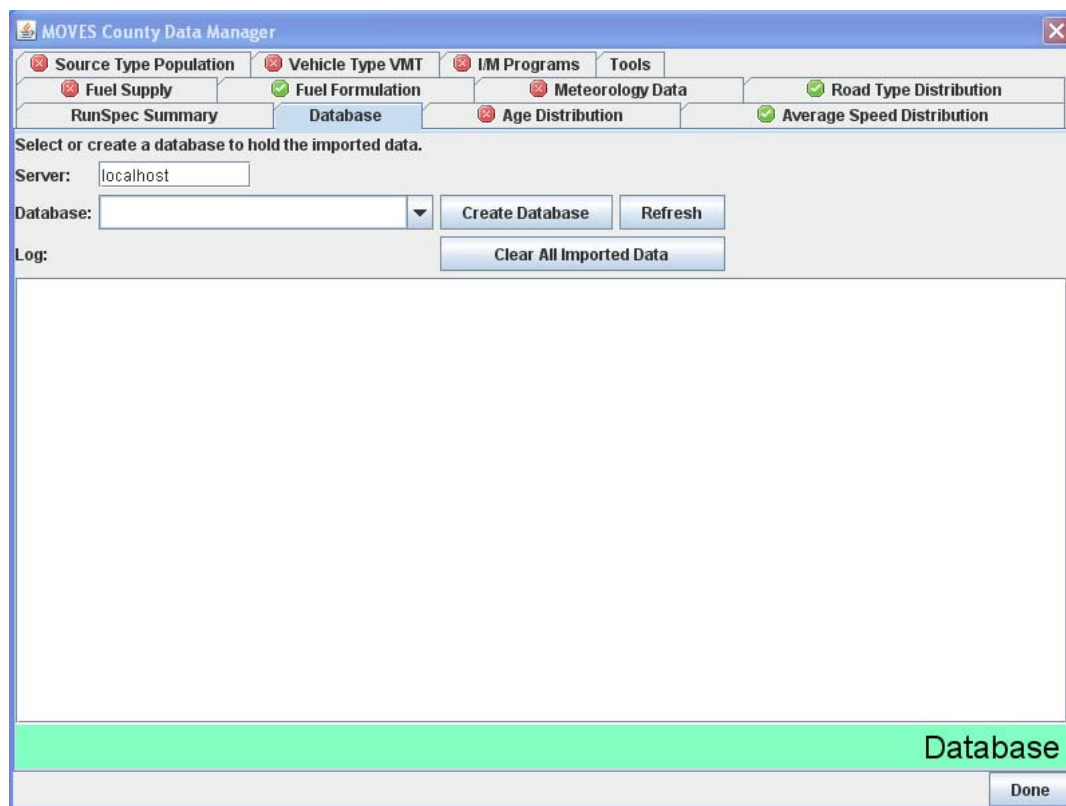 MOVES County Data Manager
Source Type Population Vehicle Type VMT I/M Programs Tools
Fuel Supply Fuel Formulation Meteorology Data Road Type Distribution
RunSpec Summary Database Age Distribution Average Speed Distribution
Select or create a database to hold the imported data.
Server: localhost
Database: Create Database Refresh
Log: Clear All Imported Data
Database
Done